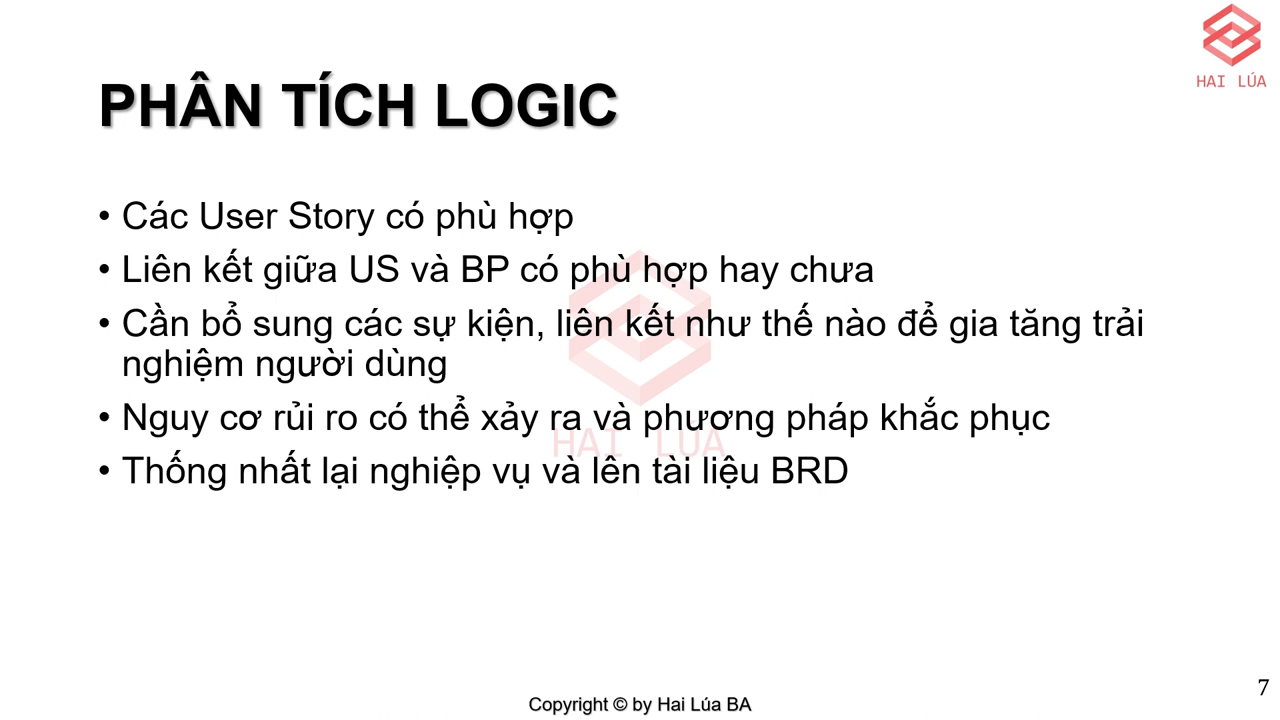 HAI LÚA
PHÂN TÍCH LOGIC
• Các User Story có phù hợp
• Liên kết giữa US và BP có phù hợp hay chưa
• Cần bổ sung các sự kiện, liên kết như thế nào để gia tăng trải
nghiệm người dùng
• Nguy cơ rủi ro có thể xảy ra và phương pháp khắc phục
HAI LÚA
• Thống nhất lại nghiệp vụ và lên tài liệu BRD
7
Copyright © by Hai Lúa BA